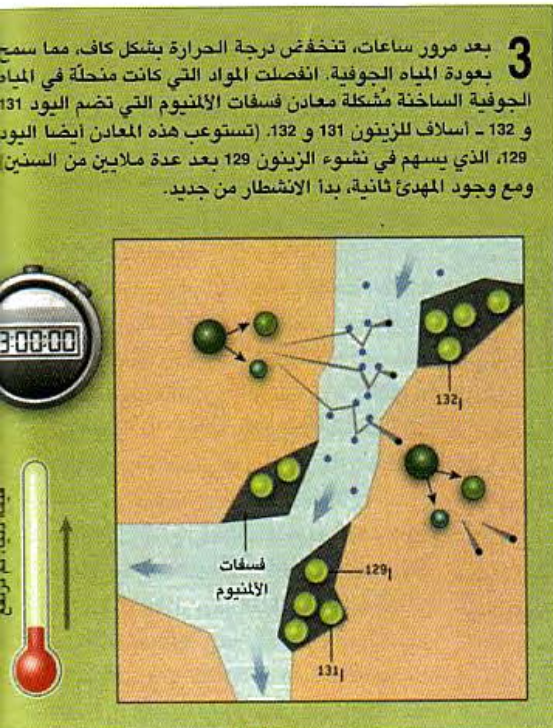 3 بعد مرور ساعات، تنخفض درجة الحرارة بشكل كاف، مما سمح
بعودة المياه الجوفية. انفصلت المواد التي كانت منحلّة في المياه
الجوفية الساخنة مُشكلة معادن فسفات الألمنيوم التي تضم اليود 131
و 132 - أسلاف للزينون 131 و 132. (تستوعب هذه المعادن أيضا اليود
129، الذي يسهم في نشوء الزينون 129 بعد عدة ملايين من السنين)
ومع وجود المهدئ ثانية، بدأ الانشطار من جديد.
3:00:00
132I
فسفات
الألمنيوم
129I
131I